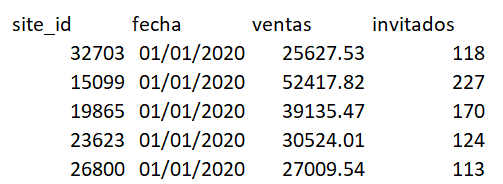 site_id fecha ventas invitados
32703 01/01/2020 25627.53 118
15099 01/01/2020 52417.82 227
19865 01/01/2020 39135.47 170
23623 01/01/2020 30524.01 124
26800 01/01/2020 27009.54 113